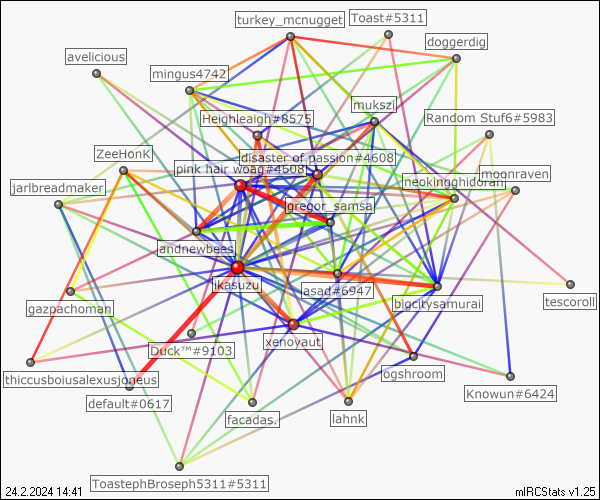 turkey_mcnugget
Toast#5311
doggerdig
avelicious
mingus4742
mukszi
Heighleaigh#8575
Random Stuf6#5983
ZeeHonK
disaster of passion#4608
pink hair woag#4608
neokingghidorah
moonraven
jarlbreadmaker
gregor_samsa
andnewbees
jkasuzu
asad#6947
bigcitysamurai
tescoroll
gazpachoman
xenoyaut
Duck™#9103
thiccusboiusalexusjoneus
ogshroom
default#0617
Knowun#6424
facadas.
lahnk
ToastephBroseph5311#5311
24.2.2024 14:41
mIRCStats v1.25